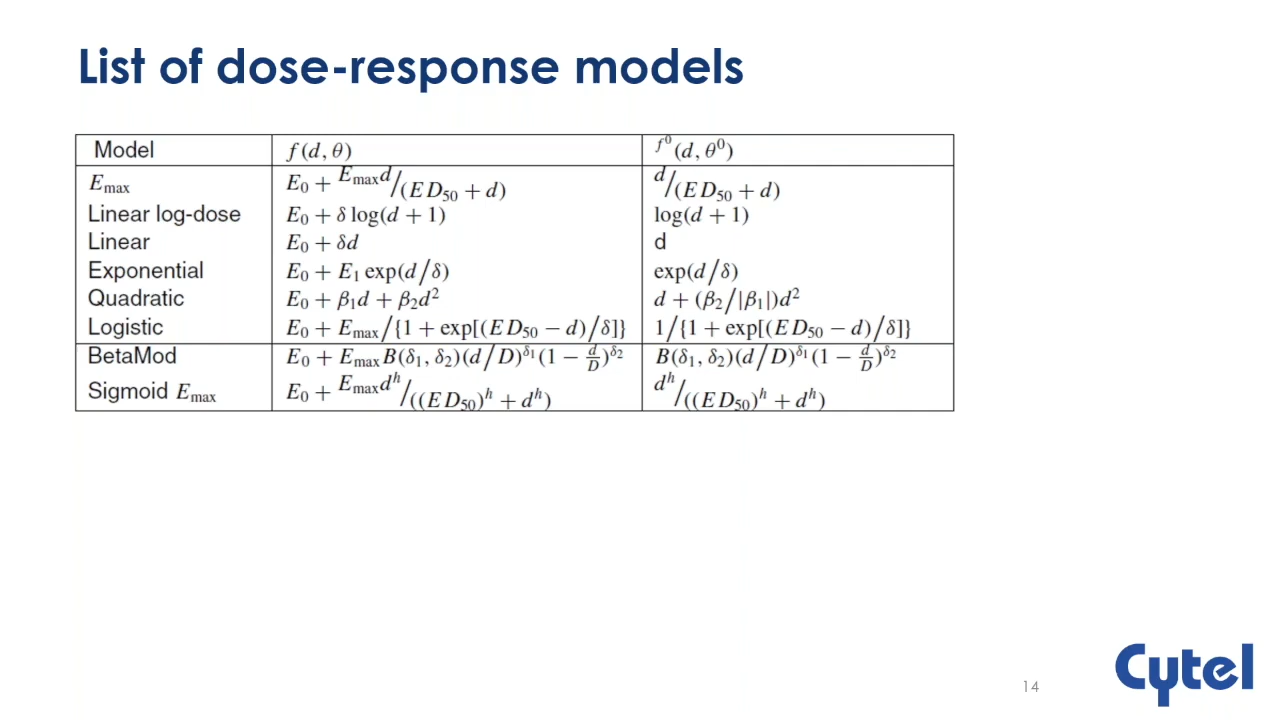 List of dose-response models
Model f(d, θ) f⁰(d, θ⁰)
E_max E₀ + E_max d/(ED₅₀ + d) d/(ED₅₀ + d)
Linear log-dose E₀ + δ log(d + 1) log(d + 1)
Linear E₀ + δd d
Exponential E₀ + E₁ exp(d/δ) exp(d/δ)
Quadratic E₀ + β₁d + β₂d² d + (β₂/|β₁|)d²
Logistic E₀ + E_max/{1 + exp[(ED₅₀ − d)/δ]} 1/{1 + exp[(ED₅₀ − d)/δ]}
BetaMod E₀ + E_max B(δ₁, δ₂)(d/D)^δ₁(1 − d/D)^δ₂ B(δ₁, δ₂)(d/D)^δ₁(1 − d/D)^δ₂
Sigmoid E_max E₀ + E_max d^h/((ED₅₀)^h + d^h) d^h/((ED₅₀)^h + d^h)
14
Cytel